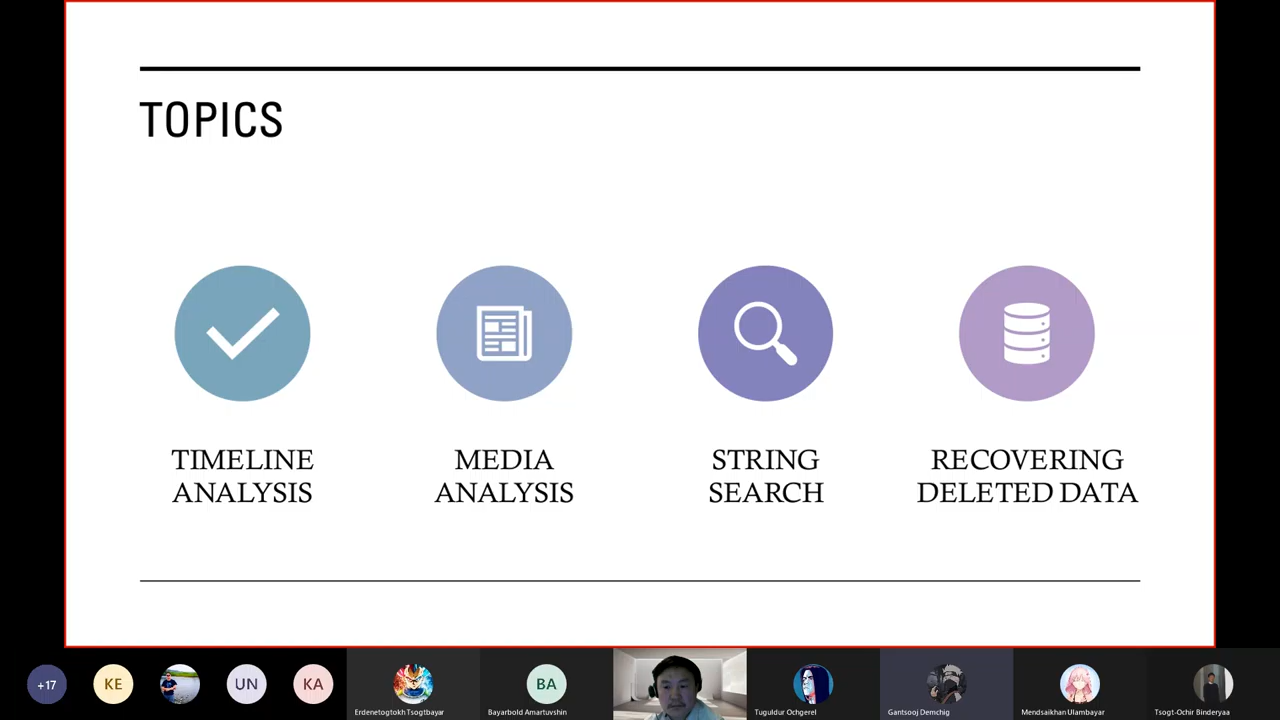 TOPICS
TIMELINE
ANALYSIS
MEDIA
ANALYSIS
STRING
SEARCH
RECOVERING
DELETED DATA
+17
KE
UN
KA
Erdenetogtokh Tsogtbayar
BA
Bayarbold Amartuvshin
Tuguldur Ochgerel
Gantsooj Demchig
Mendsaikhan Ulambayar
Tsogt-Ochir Binderyaa